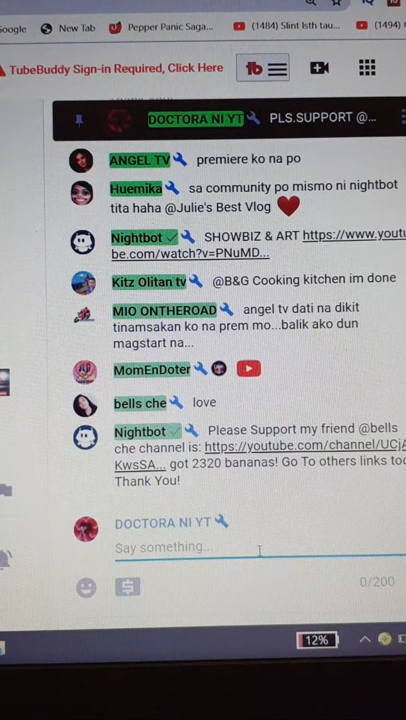 oogle New Tab Pepper Panic Saga... (1484) Slint Isth tau... (1494)
TubeBuddy Sign-in Required, Click Here
DOCTORA NI YT PLS.SUPPORT @...
ANGEL TV premiere ko na po
Huemika sa community po mismo ni nightbot
tita haha @Julie's Best Vlog
Nightbot SHOWBIZ & ART https://www.yout
be.com/watch?v=PNuMD...
Kitz Olitan tv @B&G Cooking kitchen im done
MIO ONTHEROAD angel tv dati na dikit
tinamsakan ko na prem mo...balik ako dun
magstart na...
MomEnDoter
bells che love
Nightbot Please Support my friend @bells
che channel is: https://youtube.com/channel/UCj
KwsSA... got 2320 bananas! Go To others links too
Thank You!
DOCTORA NI YT
Say something...
0/200
12%